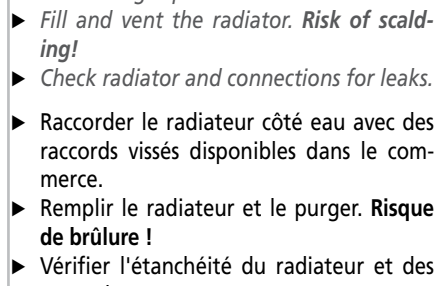 ▶ Fill and vent the radiator. Risk of scald-
ing!
▶ Check radiator and connections for leaks.
▶ Raccorder le radiateur côté eau avec des
raccords vissés disponibles dans le com-
merce.
▶ Remplir le radiateur et le purger. Risque
de brûlure !
▶ Vérifier l'étanchéité du radiateur et des